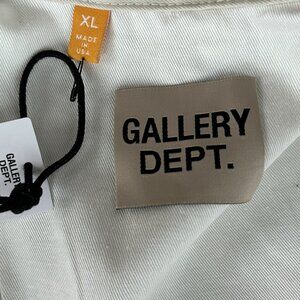 XL
MADE
IN
USA
GALLERY
DEPT.
GALLERY
DEPT.